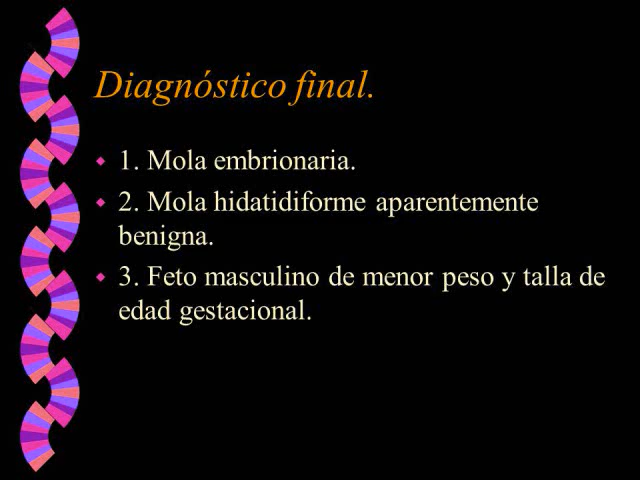 Diagnóstico final.
1. Mola embrionaria.
2. Mola hidatidiforme aparentemente
benigna.
3. Feto masculino de menor peso y talla de
edad gestacional.